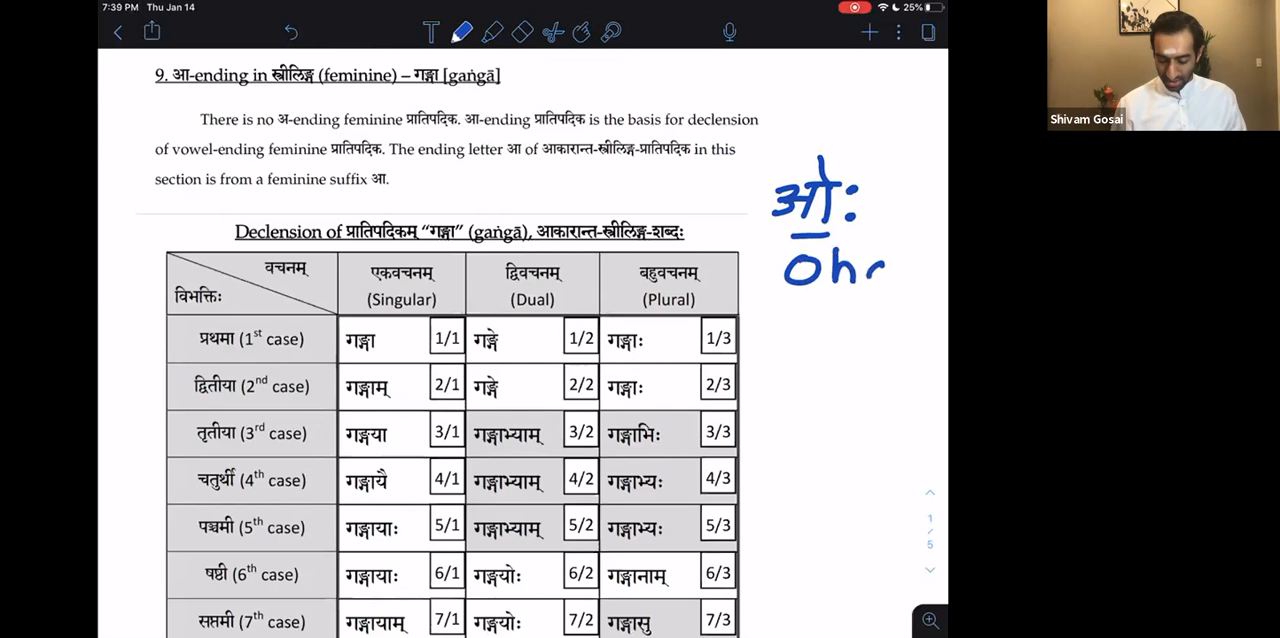 7:39 PM Thu Jan 14
25%
9. आ-ending in स्त्रीलिङ्ग (feminine) – गङ्गा [gaṅgā]
There is no अ-ending feminine प्रातिपदिक. आ-ending प्रातिपदिक is the basis for declension
of vowel-ending feminine प्रातिपदिक. The ending letter आ of आकारान्त-स्त्रीलिङ्ग-प्रातिपदिक in this
section is from a feminine suffix आ.
Declension of प्रातिपदिकम् “गङ्गा” (gaṅgā), आकारान्त-स्त्रीलिङ्ग-शब्दः
वचनम्
विभक्तिः
एकवचनम्
(Singular)
द्विवचनम्
(Dual)
बहुवचनम्
(Plural)
प्रथमा (1st case) गङ्गा 1/1 गङ्गे 1/2 गङ्गाः 1/3
द्वितीया (2nd case) गङ्गाम् 2/1 गङ्गे 2/2 गङ्गाः 2/3
तृतीया (3rd case) गङ्गया 3/1 गङ्गाभ्याम् 3/2 गङ्गाभिः 3/3
चतुर्थी (4th case) गङ्गायै 4/1 गङ्गाभ्याम् 4/2 गङ्गाभ्यः 4/3
पञ्चमी (5th case) गङ्गायाः 5/1 गङ्गाभ्याम् 5/2 गङ्गाभ्यः 5/3
षष्ठी (6th case) गङ्गायाः 6/1 गङ्गयोः 6/2 गङ्गानाम् 6/3
सप्तमी (7th case) गङ्गायाम् 7/1 गङ्गयोः 7/2 गङ्गासु 7/3
ओः
1
/
5
Shivam Gosai